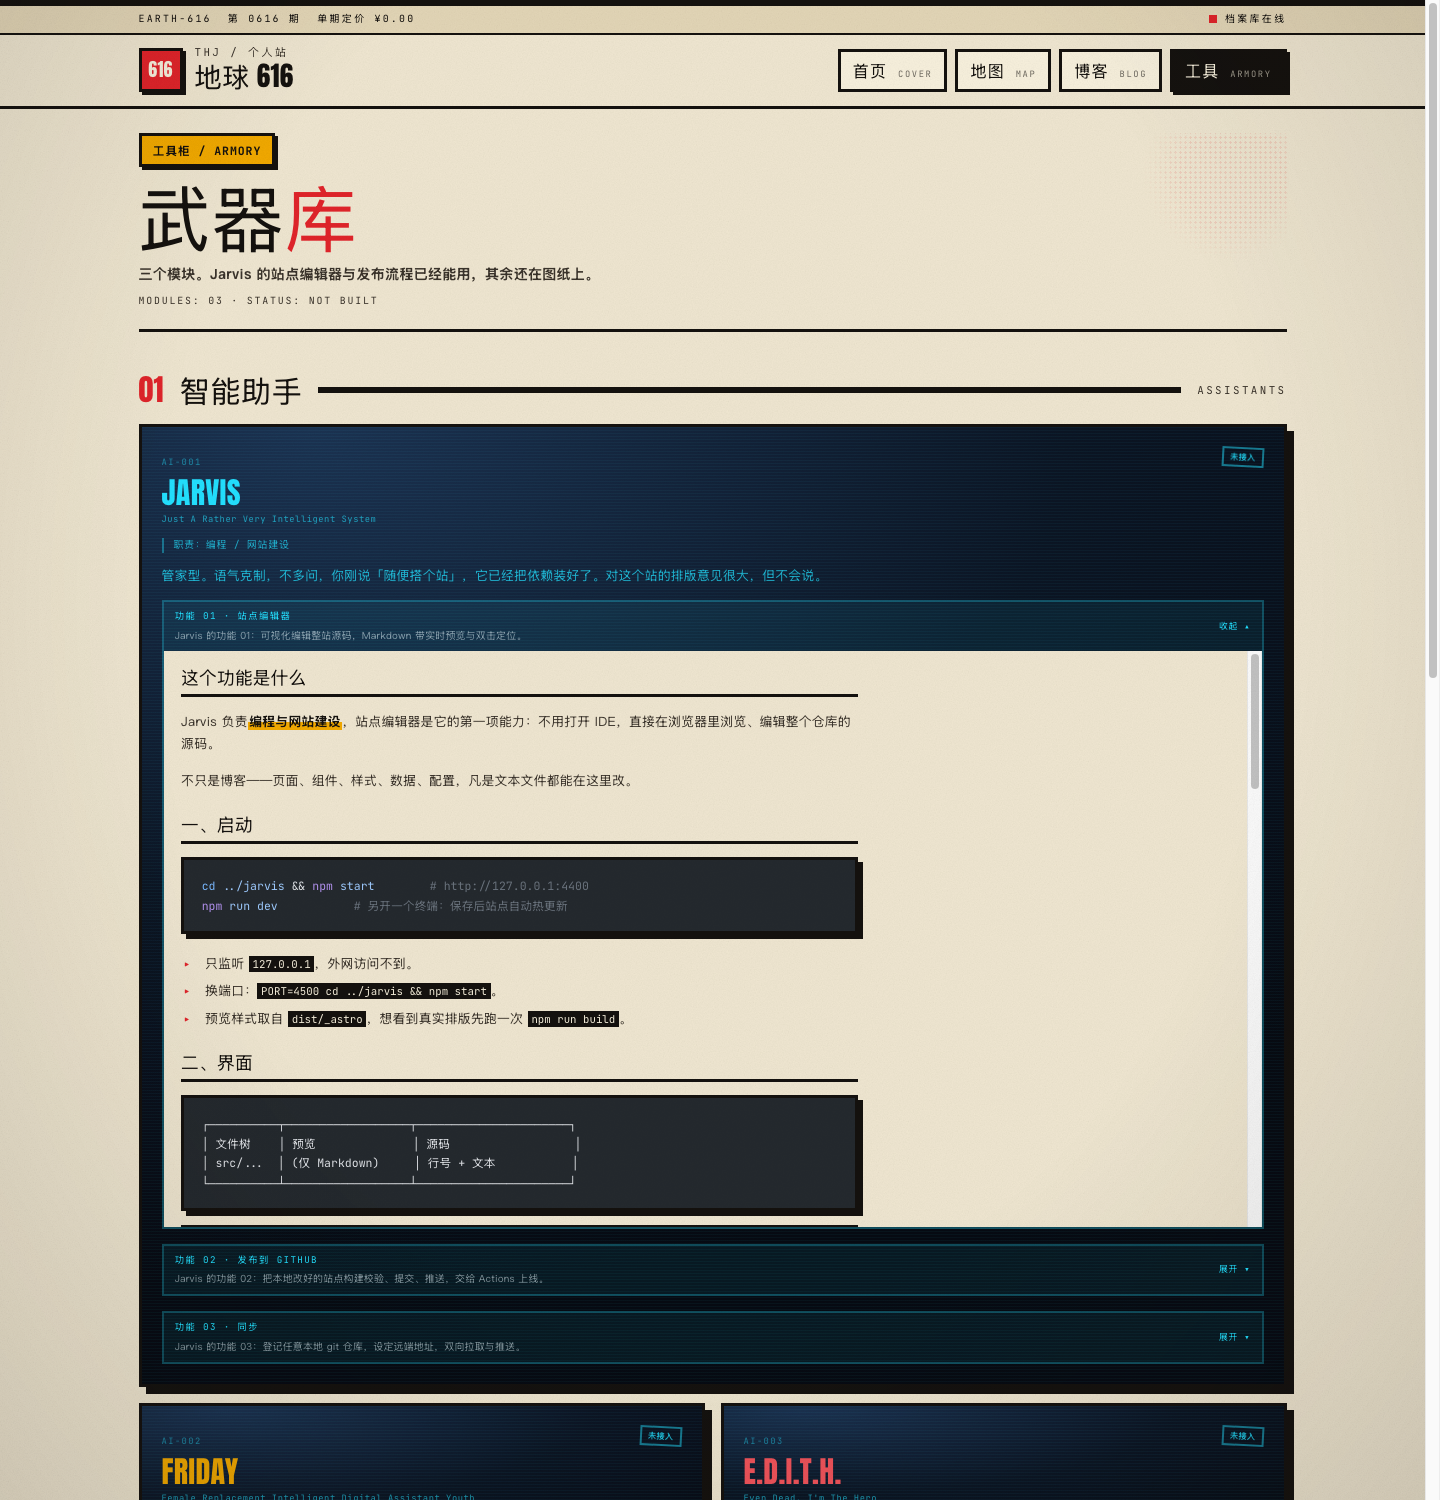 EARTH-616 第 0616 期 单期定价 ¥0.00
档案库在线
616
THJ / 个人站
地球 616
首页 COVER
地图 MAP
博客 BLOG
工具 ARMORY
工具柜 / ARMORY
武器库
三个模块。Jarvis 的站点编辑器与发布流程已经能用，其余还在图纸上。
MODULES: 03 · STATUS: NOT BUILT
01 智能助手 ASSISTANTS
AI-001
未接入
JARVIS
Just A Rather Very Intelligent System
职责：编程 / 网站建设
管家型。语气克制，不多问，你刚说「随便搭个站」，它已经把依赖装好了。对这个站的排版意见很大，但不会说。
功能 01 · 站点编辑器
Jarvis 的功能 01：可视化编辑整站源码，Markdown 带实时预览与双击定位。
收起 ▴
这个功能是什么
Jarvis 负责编程与网站建设，站点编辑器是它的第一项能力：不用打开 IDE，直接在浏览器里浏览、编辑整个仓库的
源码。
不只是博客——页面、组件、样式、数据、配置，凡是文本文件都能在这里改。
一、启动
cd ../jarvis && npm start # http://127.0.0.1:4400
npm run dev # 另开一个终端：保存后站点自动热更新
▸ 只监听 127.0.0.1，外网访问不到。
▸ 换端口：PORT=4500 cd ../jarvis && npm start。
▸ 预览样式取自 dist/_astro，想看到真实排版先跑一次 npm run build。
二、界面
┌──────────┬──────────────────┬──────────────────────┐
│ 文件树 │ 预览 │ 源码 │
│ src/... │ (仅 Markdown) │ 行号 + 文本 │
└──────────┴──────────────────┴──────────────────────┘
功能 02 · 发布到 GITHUB
Jarvis 的功能 02：把本地改好的站点构建校验、提交、推送，交给 Actions 上线。
展开 ▾
功能 03 · 同步
Jarvis 的功能 03：登记任意本地 git 仓库，设定远端地址，双向拉取与推送。
展开 ▾
AI-002
未接入
FRIDAY
Female Replacement Intelligent Digital Assistant Youth
AI-003
未接入
E.D.I.T.H.
Even Dead, I'm The Hero